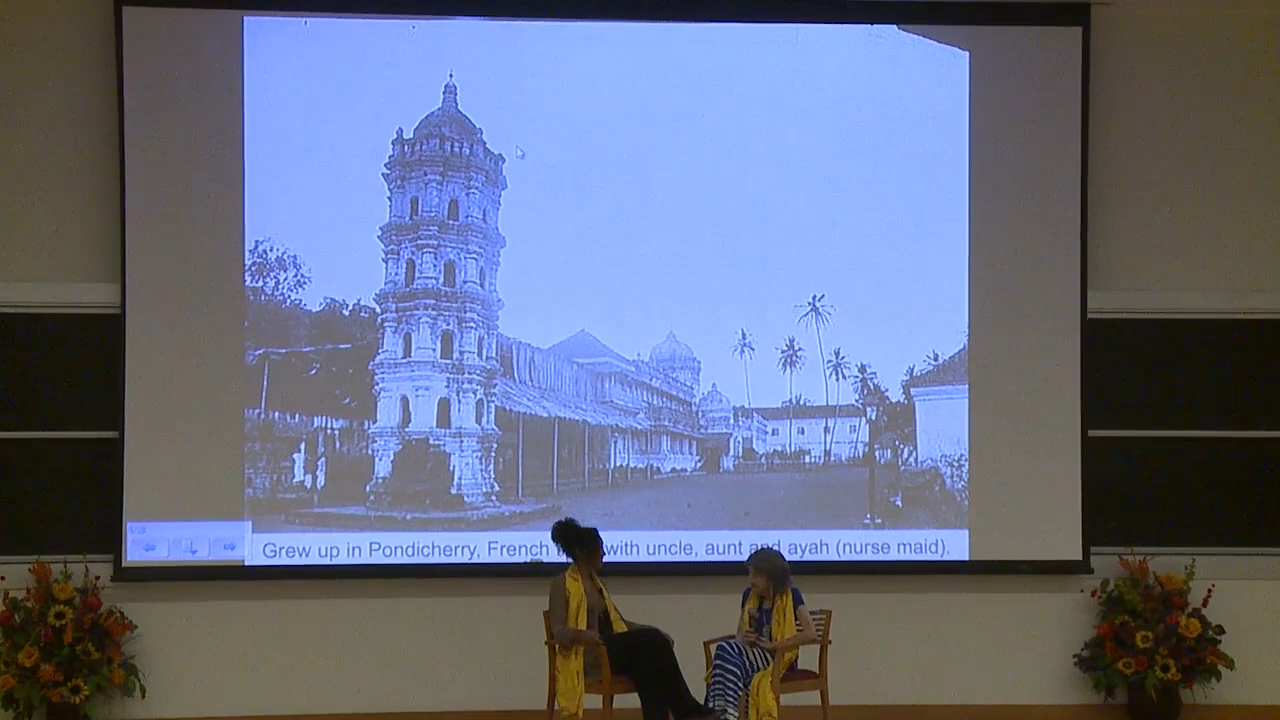 Grew up in Pondicherry, French with uncle, aunt and ayah (nurse maid).